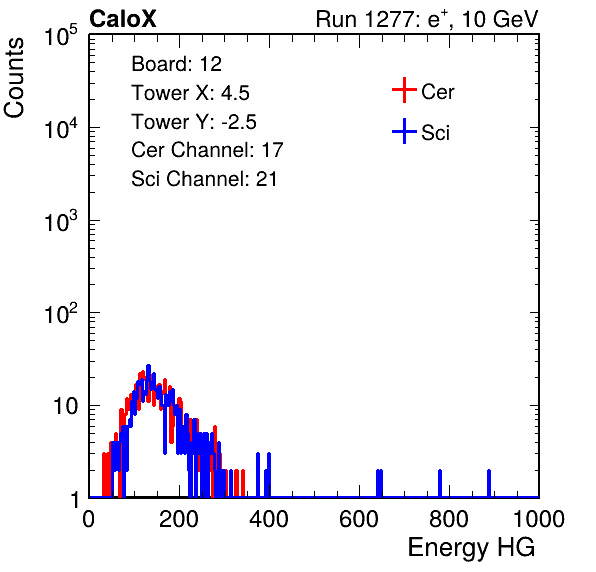 CaloX Run 1277: e⁺, 10 GeV
Counts
10⁵
10⁴
10³
10²
10
1
Board: 12
Tower X: 4.5
Tower Y: -2.5
Cer Channel: 17
Sci Channel: 21
Cer
Sci
0 200 400 600 800 1000
Energy HG